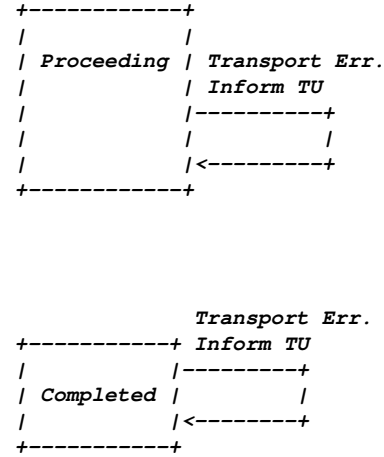 Proceeding Transport Err.
Inform TU
Transport Err.
Inform TU
Completed